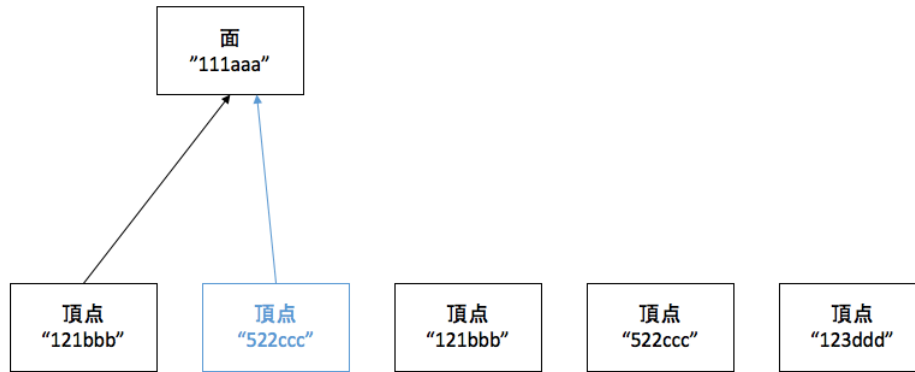 面
”111aaa”
頂点
“121bbb”
頂点
“522ccc”
頂点
“121bbb”
頂点
“522ccc”
頂点
“123ddd”